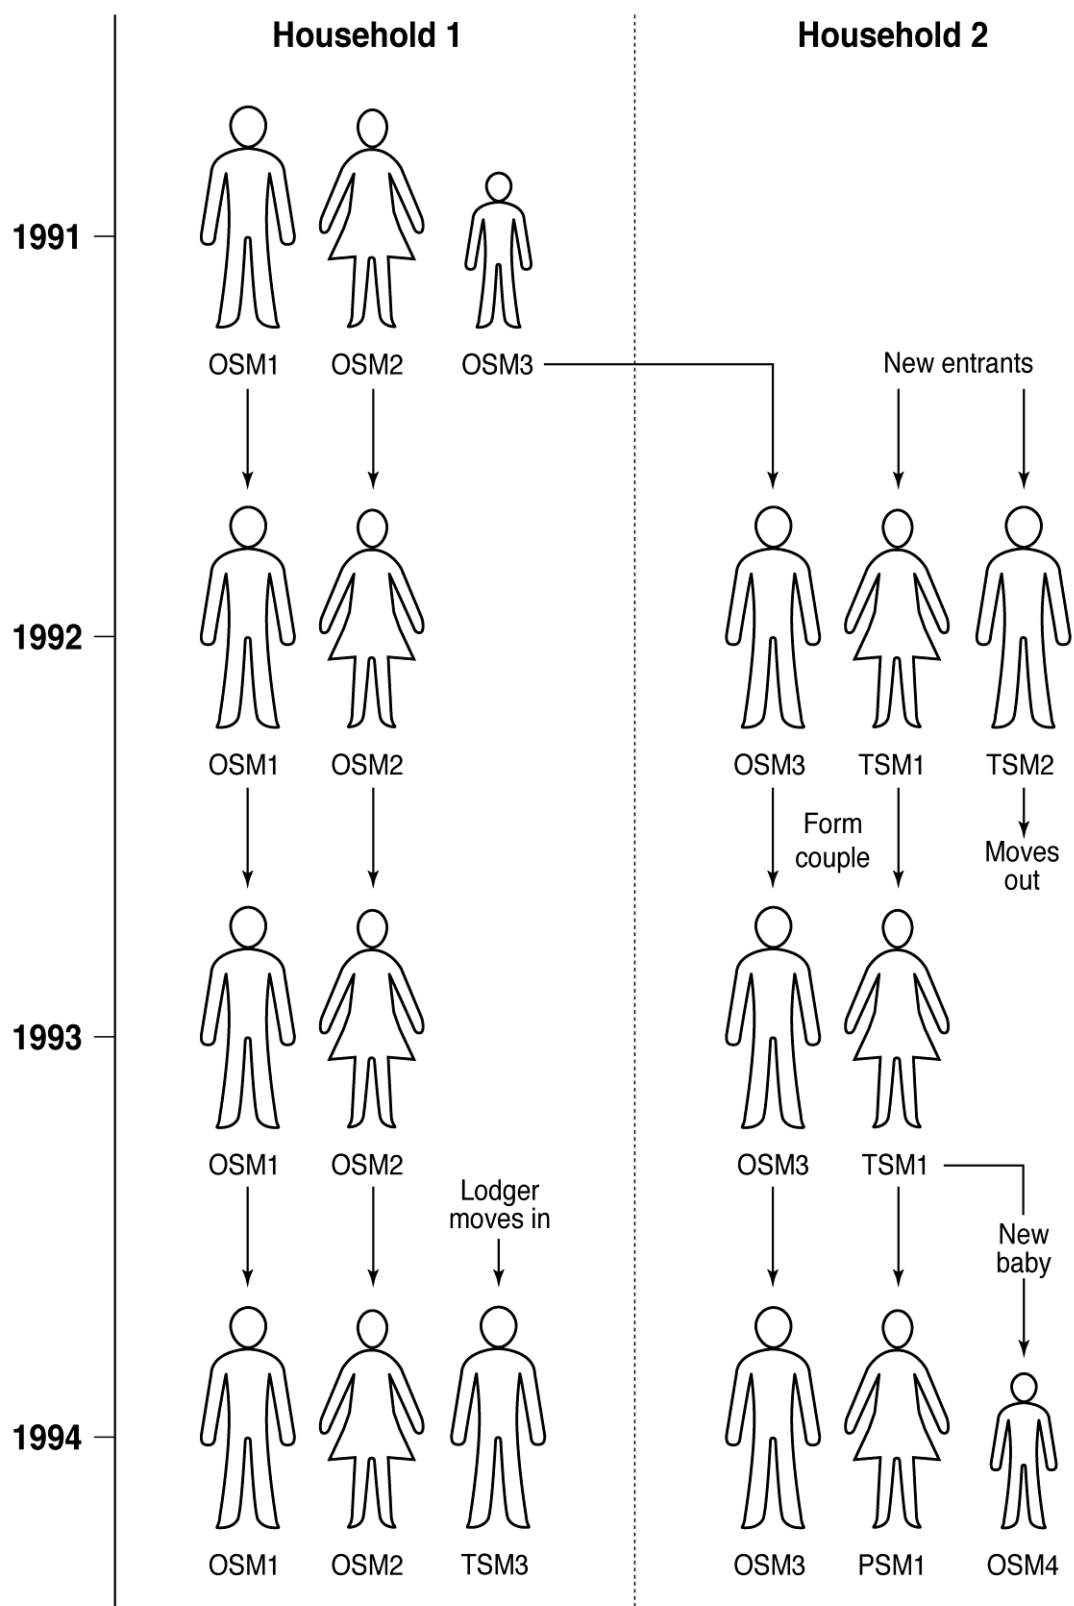 Household 1
Household 2
1991
OSM1
OSM2
OSM3
New entrants
1992
OSM1
OSM2
OSM3
TSM1
TSM2
Form
couple
Moves
out
1993
OSM1
OSM2
OSM3
TSM1
Lodger
moves in
New
baby
1994
OSM1
OSM2
TSM3
OSM3
PSM1
OSM4